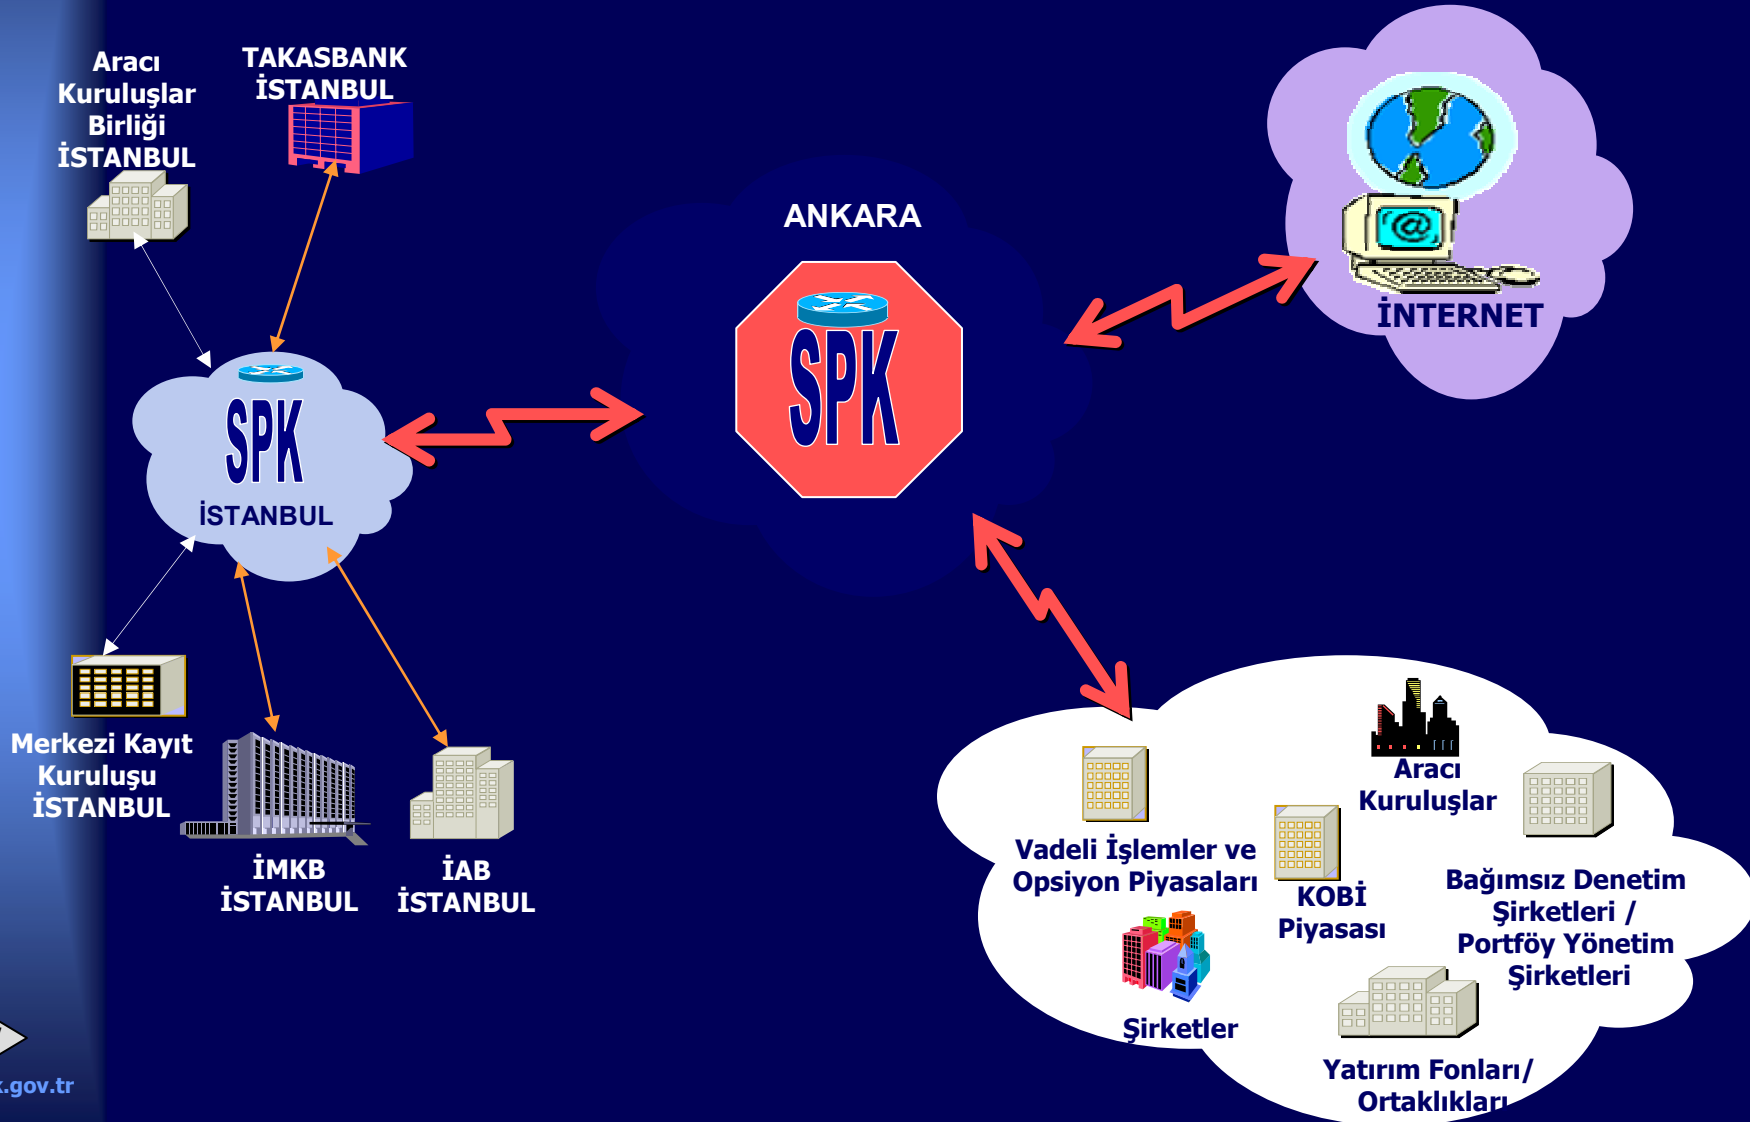 Aracı
Kuruluşlar
Birliği
İSTANBUL
TAKASBANK
İSTANBUL
ANKARA
SPK
@
İNTERNET
SPK
İSTANBUL
Merkezi Kayıt
Kuruluşu
İSTANBUL
İMKB
İSTANBUL
İAB
İSTANBUL
Aracı
Kuruluşlar
Vadeli İşlemler ve
Opsiyon Piyasaları
KOBİ
Piyasası
Bağımsız Denetim
Şirketleri /
Portföy Yönetim
Şirketleri
Şirketler
Yatırım Fonları/
Ortaklıkları
.gov.tr